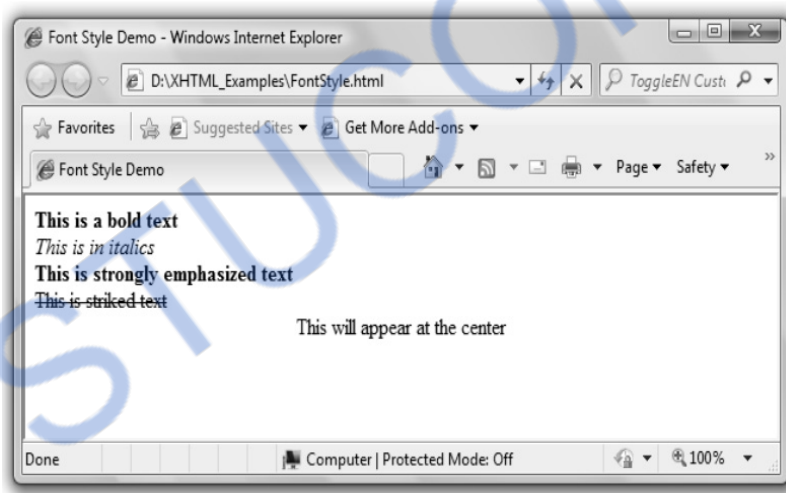 Font Style Demo - Windows Internet Explorer
D:\XHTML_Examples\FontStyle.html ToggleEN Custo
Favorites Suggested Sites Get More Add-ons
Font Style Demo Page Safety »
This is a bold text
This is in italics
This is strongly emphasized text
This is striked text
This will appear at the center
Done Computer | Protected Mode: Off 100%
STUCOR